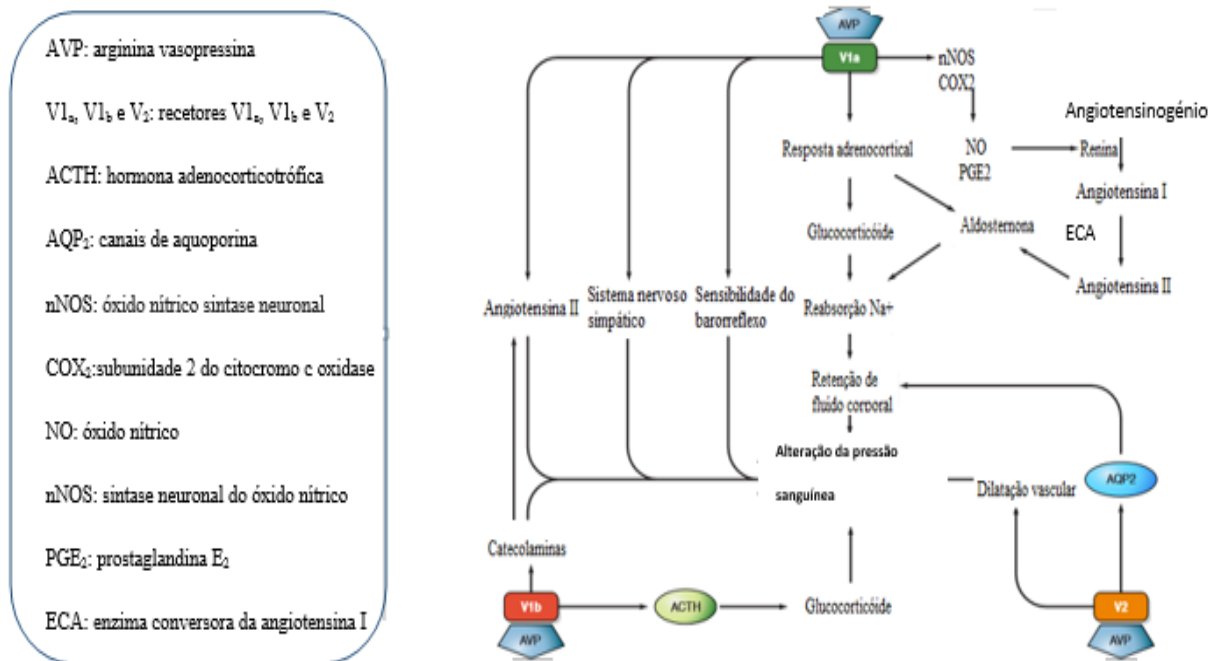 AVP: arginina vasopressina
V1ₐ, V1ᵦ e V₂: recetores V1ₐ, V1ᵦ e V₂
ACTH: hormona adenocorticotrófica
AQP₂: canais de aquoporina
nNOS: óxido nítrico sintase neuronal
COX₂:subunidade 2 do citocromo c oxidase
NO: óxido nítrico
nNOS: sintase neuronal do óxido nítrico
PGE₂: prostaglandina E₂
ECA: enzima conversora da angiotensina I
AVP
V1a
nNOS
COX2
Angiotensinogénio
Resposta adrenocortical
NO
PGE2
Renina
Angiotensina I
Glucocorticóide
Aldosternona
ECA
Angiotensina II
Angiotensina II
Sistema nervoso
simpático
Sensibilidade do
barorreflexo
Reabsorção Na+
Retenção de
fluido corporal
Alteração da pressão
sanguínea
Dilatação vascular
AQP2
Catecolaminas
V1b
AVP
ACTH
Glucocorticóide
V2
AVP